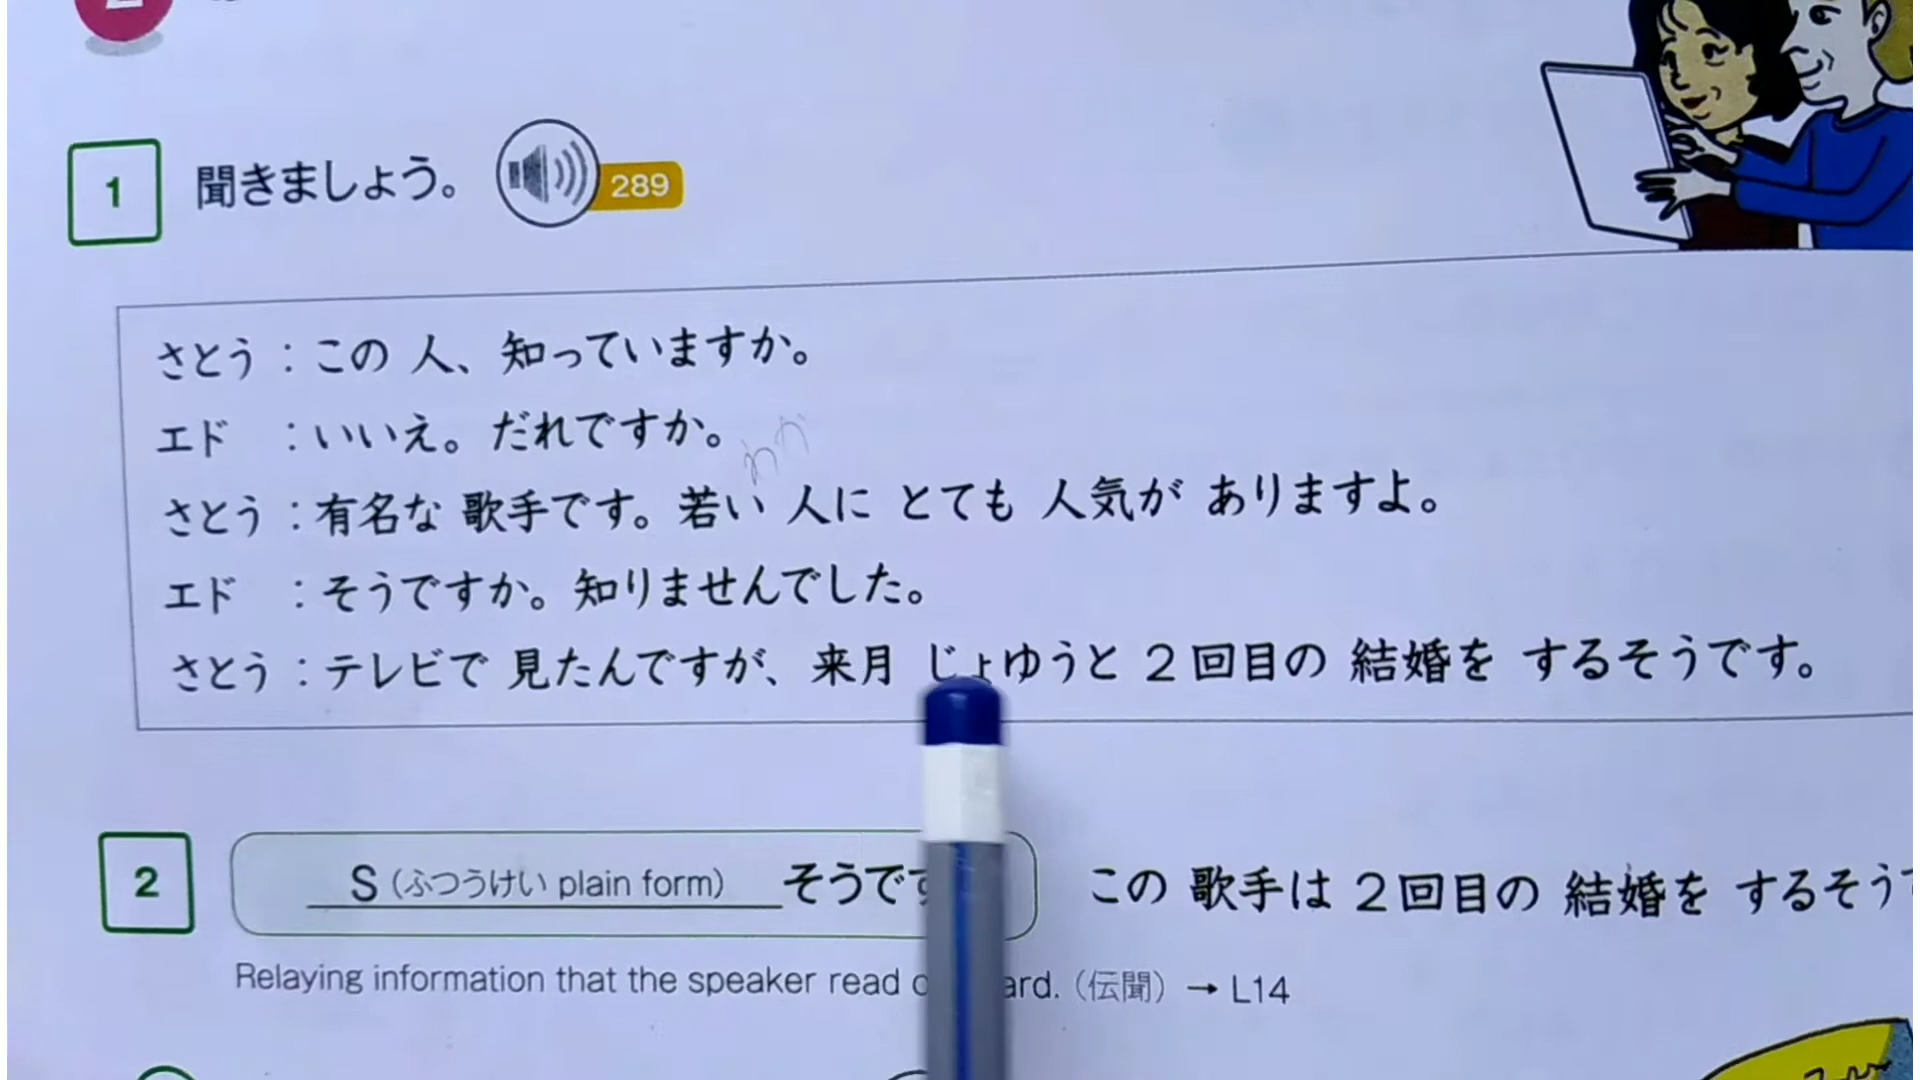 1 聞きましょう。 289
さとう：この 人、知っていますか。
エド ：いいえ。だれですか。
わか
さとう：有名な 歌手です。若い 人に とても 人気が ありますよ。
エド ：そうですか。知りませんでした。
さとう：テレビで 見たんですが、来月 じょゆうと 2回目の 結婚を するそうです。
2 S (ふつうけい plain form) そうです この 歌手は 2回目の 結婚を するそう
Relaying information that the speaker read (伝聞) → L14